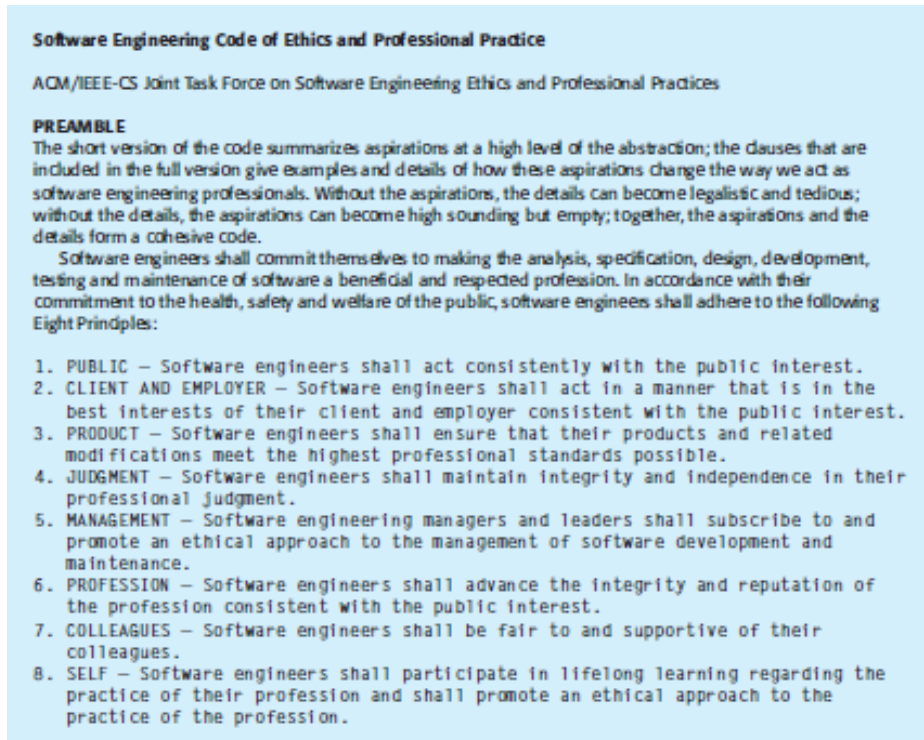 Software Engineering Code of Ethics and Professional Practice
ACM/IEEE-CS Joint Task Force on Software Engineering Ethics and Professional Practices
PREAMBLE
The short version of the code summarizes aspirations at a high level of the abstraction; the clauses that are
included in the full version give examples and details of how these aspirations change the way we act as
software engineering professionals. Without the aspirations, the details can become legalistic and tedious;
without the details, the aspirations can become high sounding but empty; together, the aspirations and the
details form a cohesive code.
Software engineers shall commit themselves to making the analysis, specification, design, development,
testing and maintenance of software a beneficial and respected profession. In accordance with their
commitment to the health, safety and welfare of the public, software engineers shall adhere to the following
Eight Principles:
1. PUBLIC — Software engineers shall act consistently with the public interest.
2. CLIENT AND EMPLOYER — Software engineers shall act in a manner that is in the
best interests of their client and employer consistent with the public interest.
3. PRODUCT — Software engineers shall ensure that their products and related
modifications meet the highest professional standards possible.
4. JUDGMENT — Software engineers shall maintain integrity and independence in their
professional judgment.
5. MANAGEMENT — Software engineering managers and leaders shall subscribe to and
promote an ethical approach to the management of software development and
maintenance.
6. PROFESSION — Software engineers shall advance the integrity and reputation of
the profession consistent with the public interest.
7. COLLEAGUES — Software engineers shall be fair to and supportive of their
colleagues.
8. SELF — Software engineers shall participate in lifelong learning regarding the
practice of their profession and shall promote an ethical approach to the
practice of the profession.